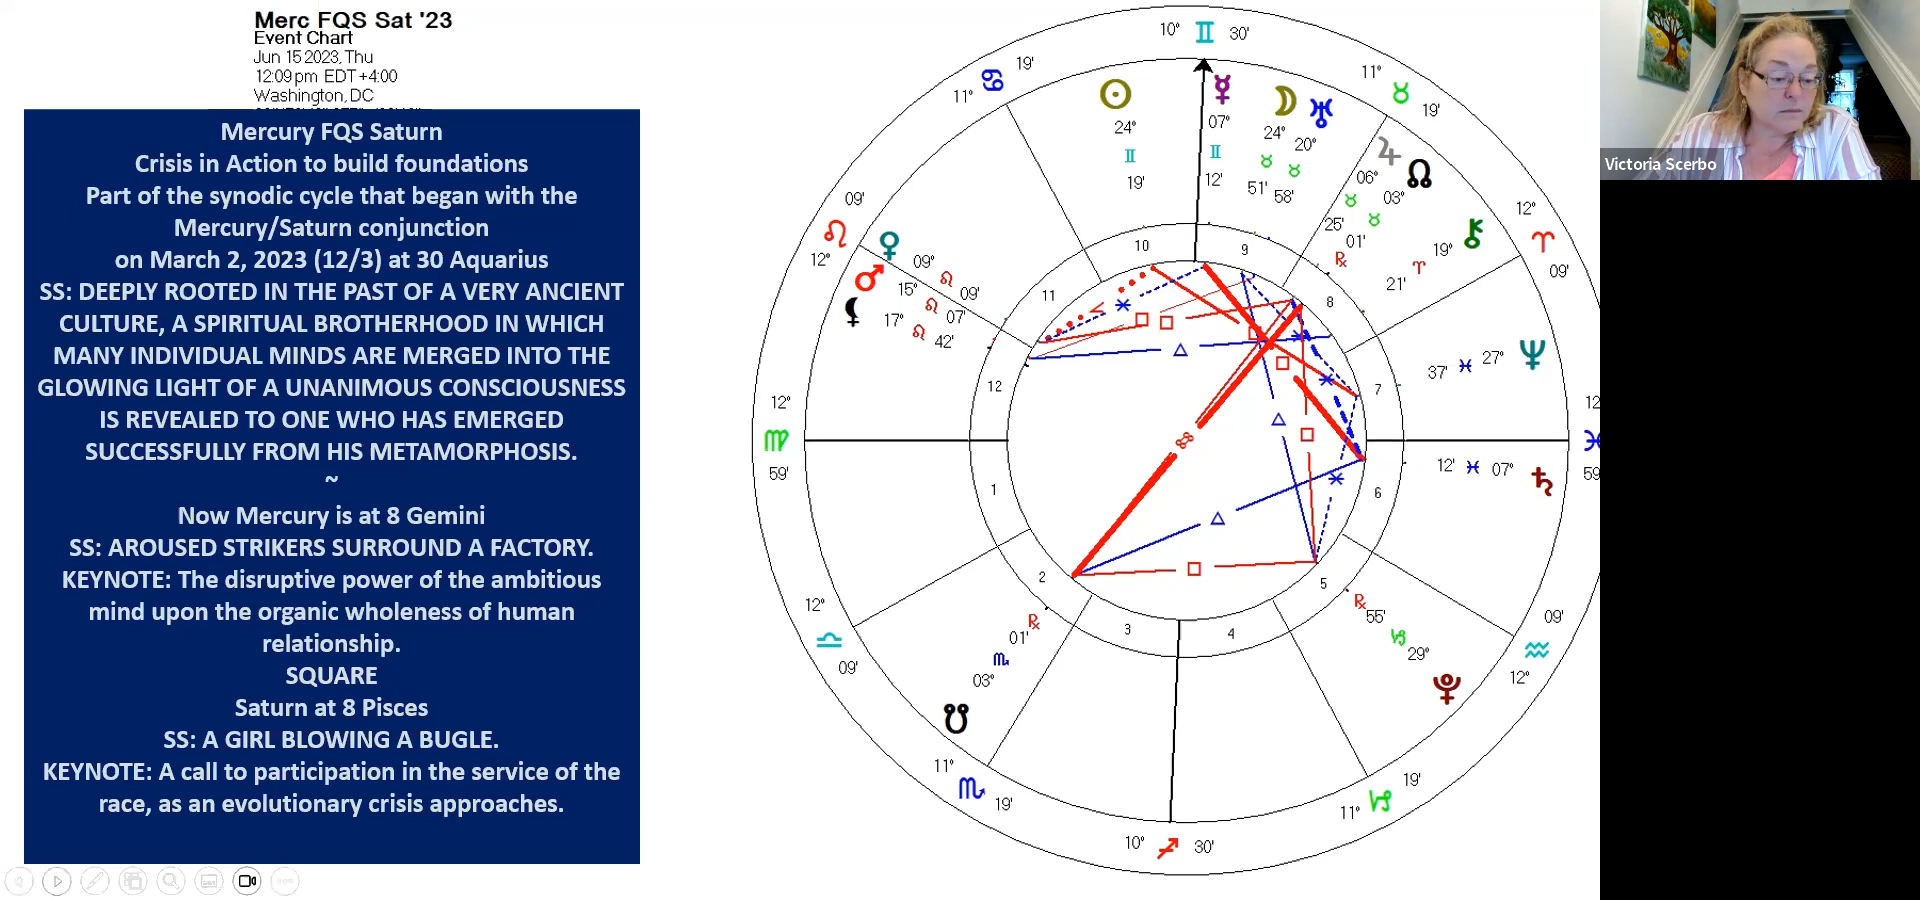 Merc FQS Sat '23
Event Chart
Jun 15 2023, Thu
12:09 pm EDT +4:00
Washington, DC
Mercury FQS Saturn
Crisis in Action to build foundations
Part of the synodic cycle that began with the
Mercury/Saturn conjunction
on March 2, 2023 (12/3) at 30 Aquarius
SS: DEEPLY ROOTED IN THE PAST OF A VERY ANCIENT
CULTURE, A SPIRITUAL BROTHERHOOD IN WHICH
MANY INDIVIDUAL MINDS ARE MERGED INTO THE
GLOWING LIGHT OF A UNANIMOUS CONSCIOUSNESS
IS REVEALED TO ONE WHO HAS EMERGED
SUCCESSFULLY FROM HIS METAMORPHOSIS.
~
Now Mercury is at 8 Gemini
SS: AROUSED STRIKERS SURROUND A FACTORY.
KEYNOTE: The disruptive power of the ambitious
mind upon the organic wholeness of human
relationship.
SQUARE
Saturn at 8 Pisces
SS: A GIRL BLOWING A BUGLE.
KEYNOTE: A call to participation in the service of the
race, as an evolutionary crisis approaches.
10° ♊ 30'
11° ♉ 19'
12° ♈ 09'
12 ♓ 59
12° ♒ 09'
11° ♑ 19'
10° ♐ 30'
11° ♏ 19'
12° ♎ 09'
12° ♍ 59'
12° ♌ 09'
11° ♋ 19'
☉ 24° ♊ 19'
☿ 07° ♊ 12'
☽ 24° ♉ 51'
♅ 20° ♉ 58'
♃ 06° ♉ 25'
☊ 03° ♉ 01' ℞
⚷ 19° ♈ 21'
♆ 27° ♓ 37'
♄ 07° ♓ 12'
♇ 29° ♑ 55' ℞
☋ 03° ♏ 01' ℞
♀ 09° ♌ 09'
♂ 15° ♌ 07'
⚸ 17° ♌ 42'
1
2
3
4
5
6
7
8
9
10
11
12
Victoria Scerbo